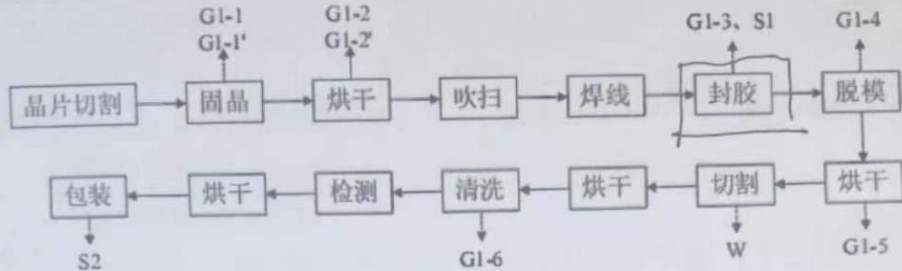 G1-1 G1-2 G1-3、S1 G1-4
G1-1' G1-2'
晶片切割 固晶 烘干 吹扫 焊线 封胶 脱模
包装 烘干 检测 清洗 烘干 切割 烘干
S2 G1-6 W G1-5